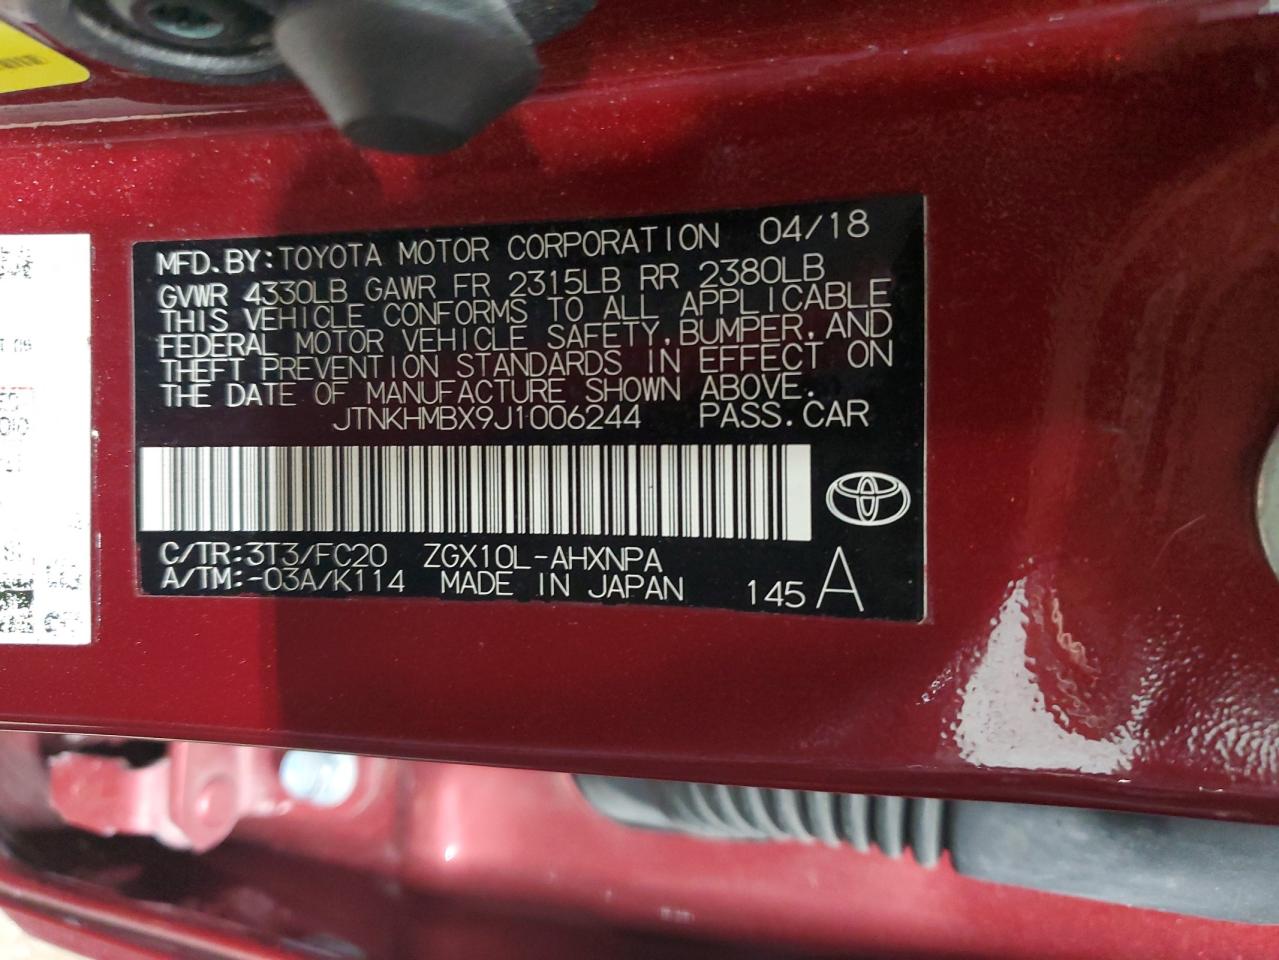 MFD.BY:TOYOTA MOTOR CORPORATION 04/18
GVWR 4330LB GAWR FR 2315LB RR 2380LB
THIS VEHICLE CONFORMS TO ALL APPLICABLE
FEDERAL MOTOR VEHICLE SAFETY,BUMPER,AND
THEFT PREVENTION STANDARDS IN EFFECT ON
THE DATE OF MANUFACTURE SHOWN ABOVE.
JTNKHMBX9J1006244 PASS.CAR
C/TR:3T3/FC20 ZGX10L-AHXNPA
A/TM:-03A/K114 MADE IN JAPAN 145 A